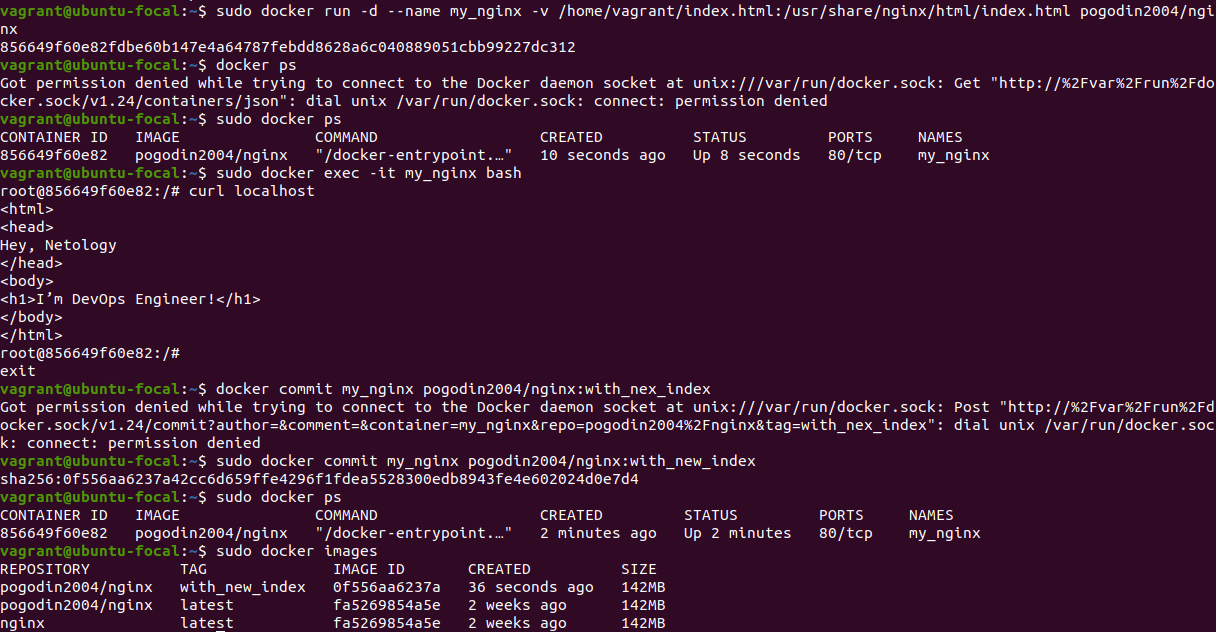 vagrant@ubuntu-focal:~$ sudo docker run -d --name my_nginx -v /home/vagrant/index.html:/usr/share/nginx/html/index.html pogodin2004/ngi
nx
856649f60e82fdbe60b147e4a64787febdd8628a6c040889051cbb99227dc312
vagrant@ubuntu-focal:~$ docker ps
Got permission denied while trying to connect to the Docker daemon socket at unix:///var/run/docker.sock: Get "http://%2Fvar%2Frun%2Fdo
cker.sock/v1.24/containers/json": dial unix /var/run/docker.sock: connect: permission denied
vagrant@ubuntu-focal:~$ sudo docker ps
CONTAINER ID   IMAGE               COMMAND                  CREATED          STATUS         PORTS     NAMES
856649f60e82   pogodin2004/nginx   "/docker-entrypoint.…"   10 seconds ago   Up 8 seconds   80/tcp    my_nginx
vagrant@ubuntu-focal:~$ sudo docker exec -it my_nginx bash
root@856649f60e82:/# curl localhost
<html>
<head>
Hey, Netology
</head>
<body>
<h1>I’m DevOps Engineer!</h1>
</body>
</html>
root@856649f60e82:/#
exit
vagrant@ubuntu-focal:~$ docker commit my_nginx pogodin2004/nginx:with_nex_index
Got permission denied while trying to connect to the Docker daemon socket at unix:///var/run/docker.sock: Post "http://%2Fvar%2Frun%2Fd
ocker.sock/v1.24/commit?author=&comment=&container=my_nginx&repo=pogodin2004%2Fnginx&tag=with_nex_index": dial unix /var/run/docker.soc
k: connect: permission denied
vagrant@ubuntu-focal:~$ sudo docker commit my_nginx pogodin2004/nginx:with_new_index
sha256:0f556aa6237a42cc6d659ffe4296f1fdea5528300edb8943fe4e602024d0e7d4
vagrant@ubuntu-focal:~$ sudo docker ps
CONTAINER ID   IMAGE               COMMAND                  CREATED         STATUS         PORTS     NAMES
856649f60e82   pogodin2004/nginx   "/docker-entrypoint.…"   2 minutes ago   Up 2 minutes   80/tcp    my_nginx
vagrant@ubuntu-focal:~$ sudo docker images
REPOSITORY          TAG              IMAGE ID       CREATED          SIZE
pogodin2004/nginx   with_new_index   0f556aa6237a   36 seconds ago   142MB
pogodin2004/nginx   latest           fa5269854a5e   2 weeks ago      142MB
nginx               latest           fa5269854a5e   2 weeks ago      142MB